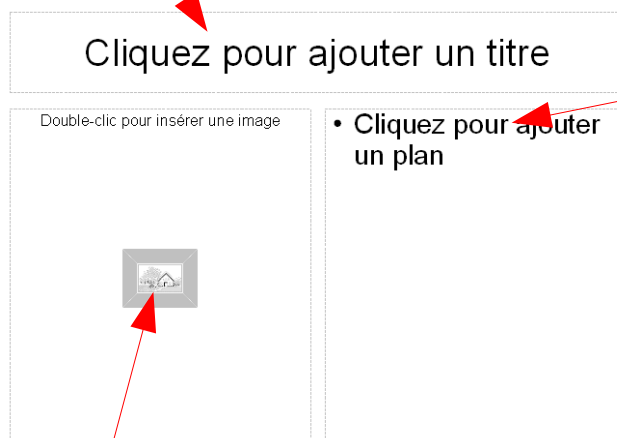 Cliquez pour ajouter un titre
Double-clic pour insérer une image
• Cliquez pour ajouter
un plan